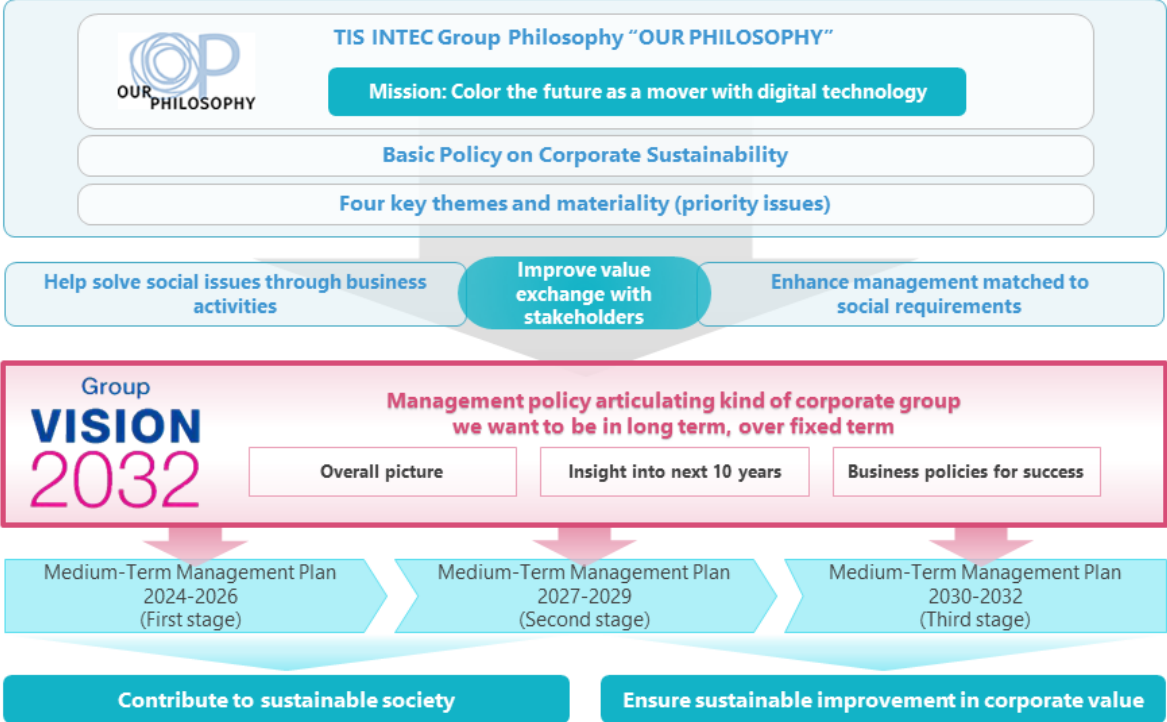 TIS INTEC Group Philosophy “OUR PHILOSOPHY”
OP
OUR
PHILOSOPHY
Mission: Color the future as a mover with digital technology
Basic Policy on Corporate Sustainability
Four key themes and materiality (priority issues)
Help solve social issues through business
activities
Improve value
exchange with
stakeholders
Enhance management matched to
social requirements
Group
VISION
2032
Management policy articulating kind of corporate group
we want to be in long term, over fixed term
Overall picture
Insight into next 10 years
Business policies for success
Medium-Term Management Plan
2024-2026
(First stage)
Medium-Term Management Plan
2027-2029
(Second stage)
Medium-Term Management Plan
2030-2032
(Third stage)
Contribute to sustainable society
Ensure sustainable improvement in corporate value